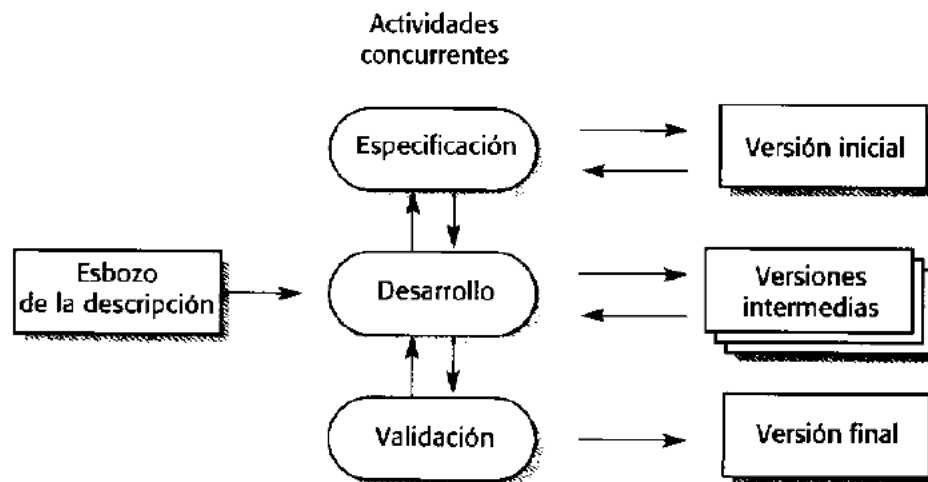 Actividades
concurrentes
Especificación
Versión inicial
Esbozo
de la descripción
Desarrollo
Versiones
intermedias
Validación
Versión final